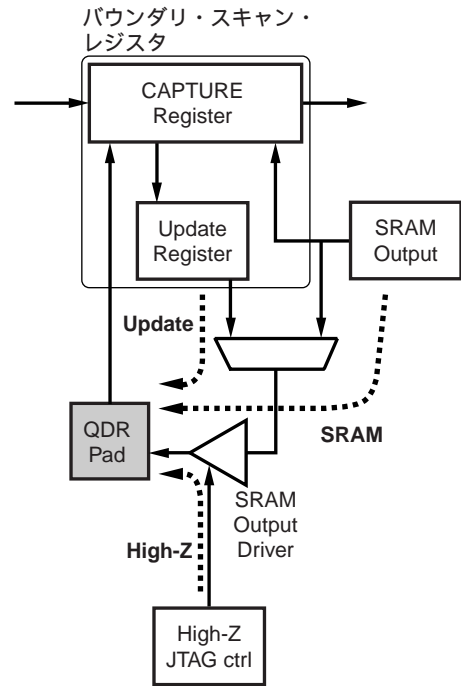 バウンダリ・スキャン・
レジスタ
CAPTURE
Register
Update
Register
SRAM
Output
Update
SRAM
QDR
Pad
SRAM
Output
Driver
High-Z
High-Z
JTAG ctrl